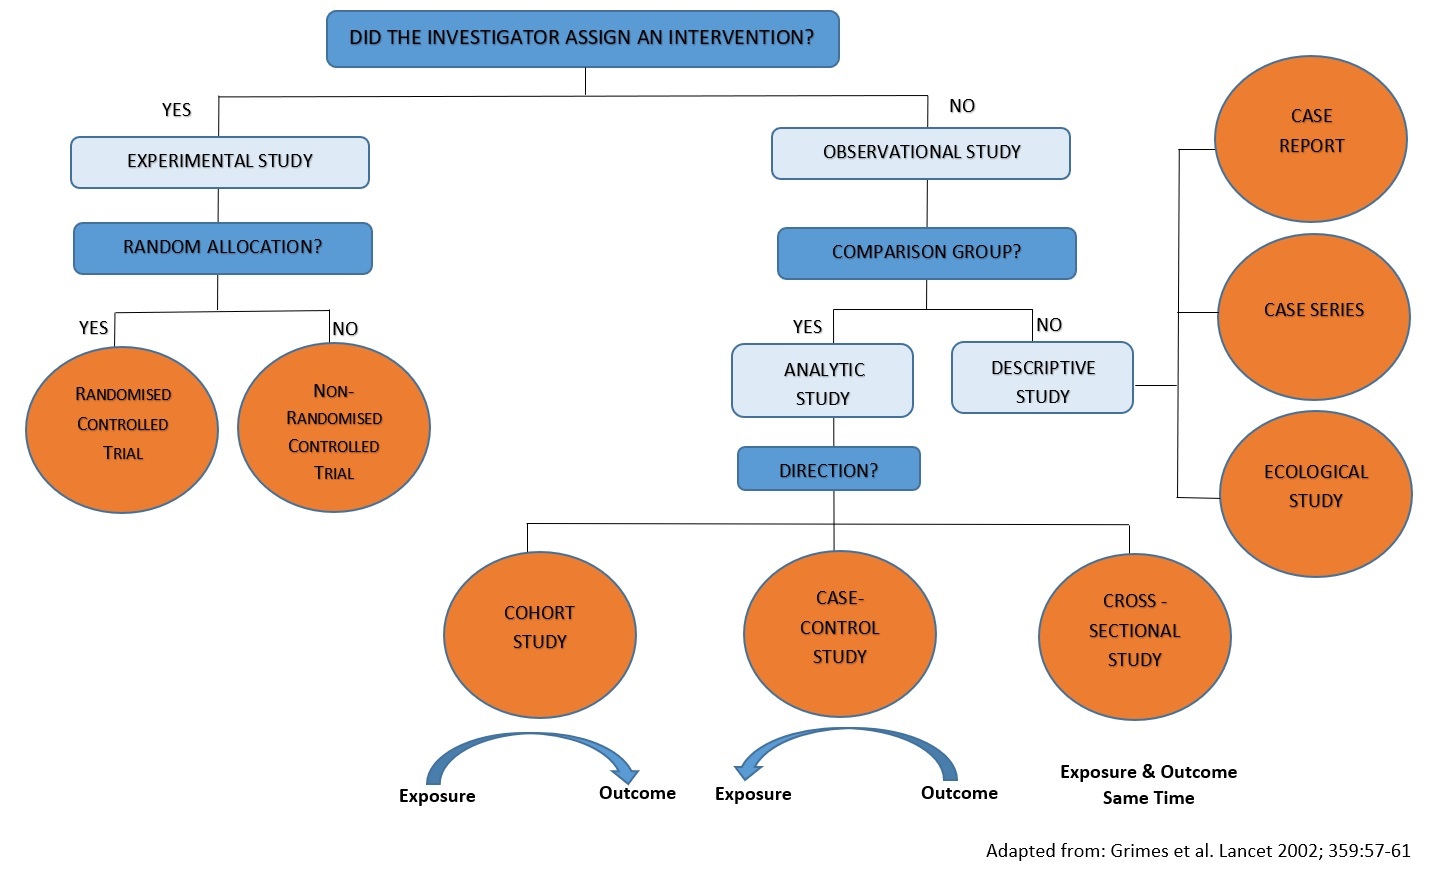 DID THE INVESTIGATOR ASSIGN AN INTERVENTION?
YES
NO
EXPERIMENTAL STUDY
OBSERVATIONAL STUDY
RANDOM ALLOCATION?
COMPARISON GROUP?
YES
NO
YES
NO
RANDOMISED
CONTROLLED
TRIAL
NON-
RANDOMISED
CONTROLLED
TRIAL
ANALYTIC
STUDY
DESCRIPTIVE
STUDY
CASE
REPORT
CASE SERIES
ECOLOGICAL
STUDY
DIRECTION?
COHORT
STUDY
CASE-
CONTROL
STUDY
CROSS -
SECTIONAL
STUDY
Exposure
Outcome
Exposure
Outcome
Exposure & Outcome
Same Time
Adapted from: Grimes et al. Lancet 2002; 359:57-61